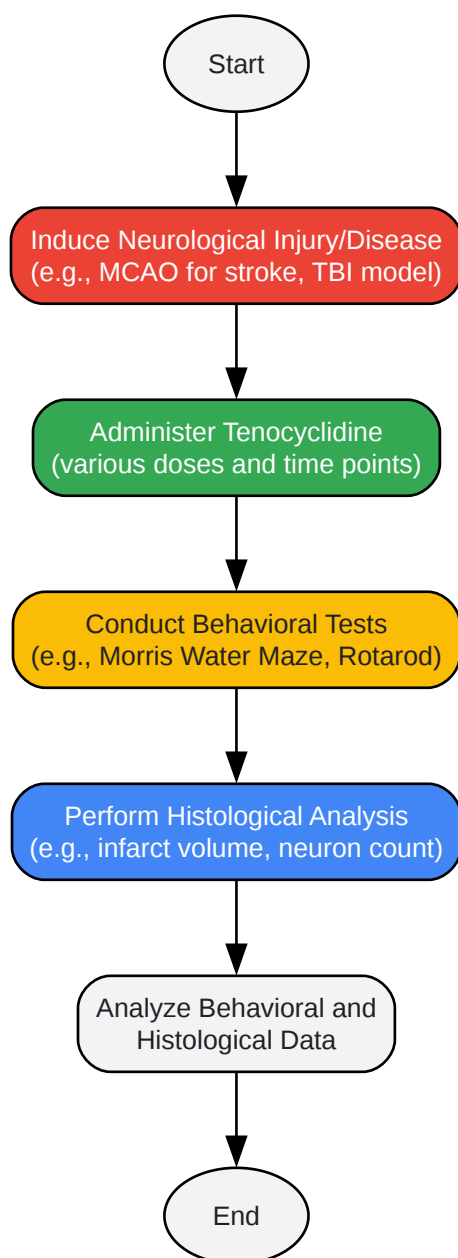 Start
Induce Neurological Injury/Disease
(e.g., MCAO for stroke, TBI model)
Administer Tenocyclidine
(various doses and time points)
Conduct Behavioral Tests
(e.g., Morris Water Maze, Rotarod)
Perform Histological Analysis
(e.g., infarct volume, neuron count)
Analyze Behavioral and
Histological Data
End